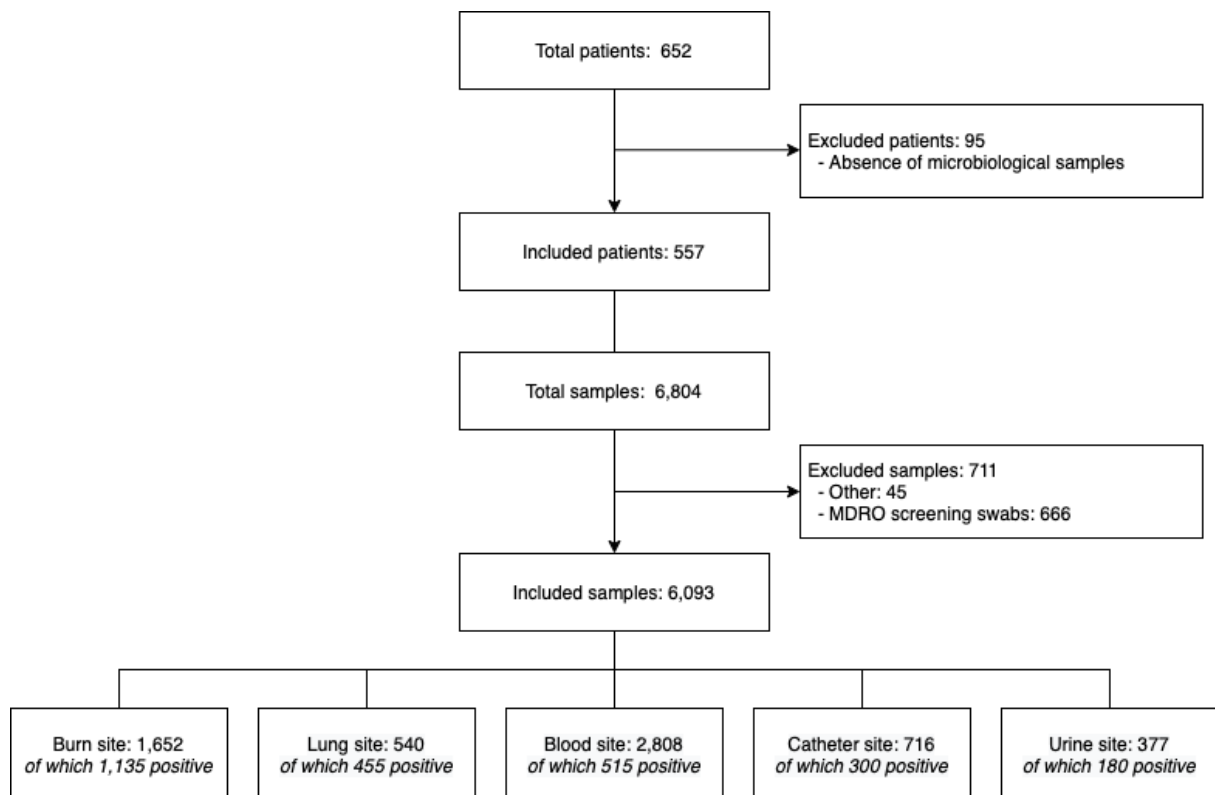 Total patients:  652
Excluded patients: 95
- Absence of microbiological samples
Included patients: 557
Total samples:  6,804
Excluded samples: 711
- Other: 45
- MDRO screening swabs: 666
Included samples: 6,093
Burn site: 1,652
of which 1,135 positive
Lung site: 540
of which 455 positive
Blood site: 2,808
of which 515 positive
Catheter site: 716
of which 300 positive
Urine site: 377
of which 180 positive